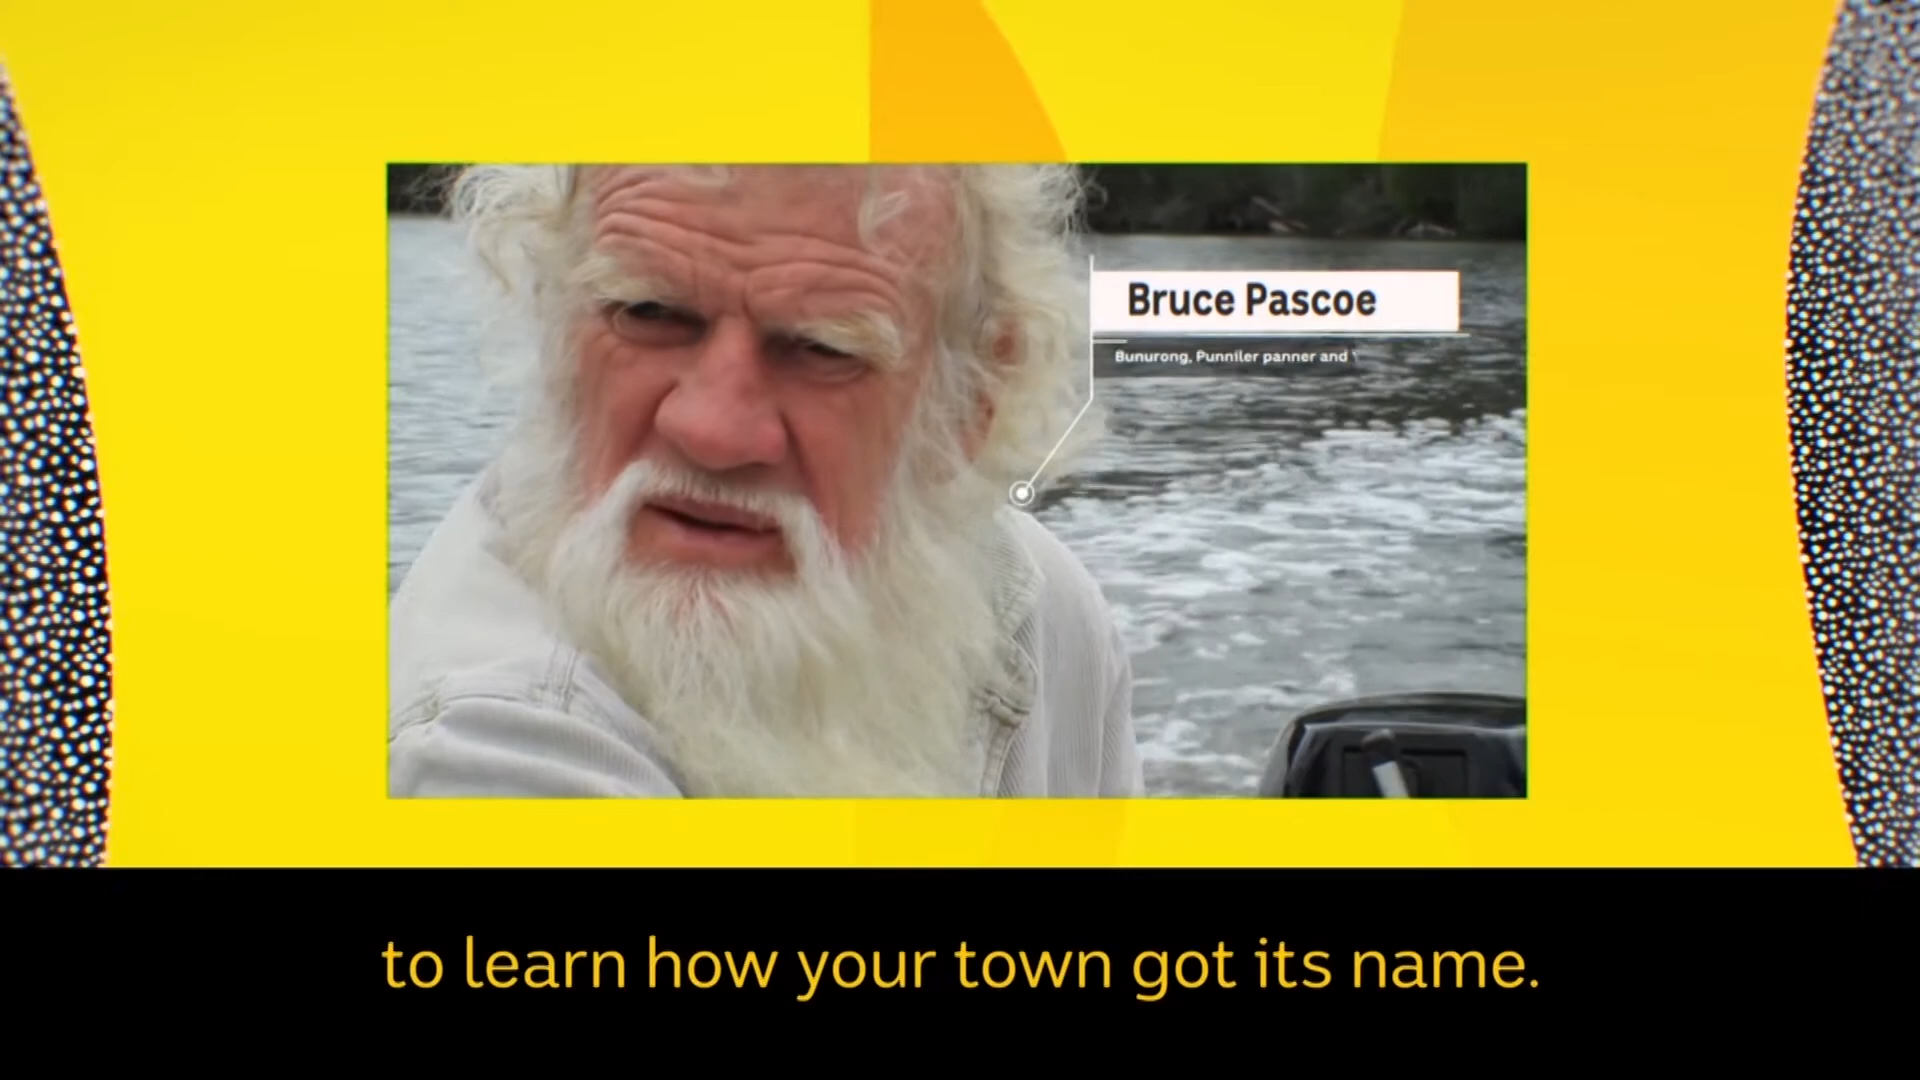 Bruce Pascoe
Bunurong, Punniler panner and
to learn how your town got its name.